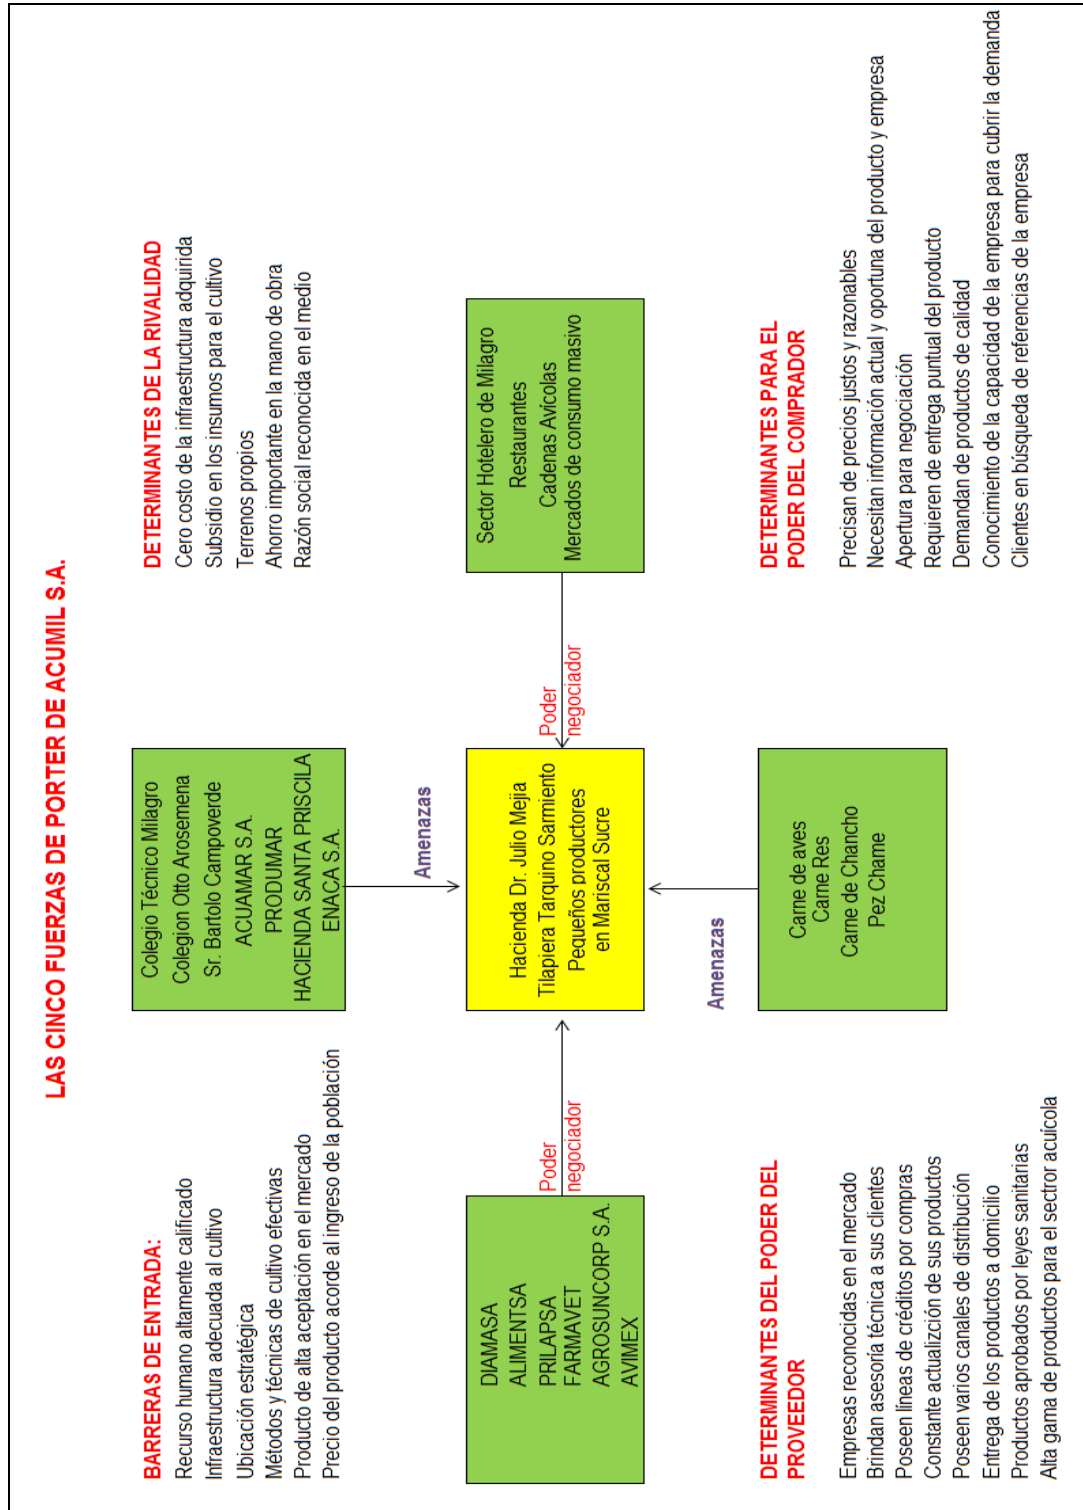 LAS CINCO FUERZAS DE PORTER DE ACUMIL S.A.
BARRERAS DE ENTRADA:
Recurso humano altamente calificado
Infraestructura adecuada al cultivo
Ubicación estratégica
Métodos y técnicas de cultivo efectivas
Producto de alta aceptación en el mercado
Precio del producto acorde al ingreso de la población
Colegio Técnico Milagro
Colegion Otto Arosemena
Sr. Bartolo Campoverde
ACUAMAR S.A.
PRODUMAR
HACIENDA SANTA PRISCILA
ENACA S.A.
DETERMINANTES DE LA RIVALIDAD
Cero costo de la infraestructura adquirida
Subsidio en los insumos para el cultivo
Terrenos propios
Ahorro importante en la mano de obra
Razón social reconocida en el medio
Amenazas
DIAMASA
ALIMENTSA
PRILAPSA
FARMAVET
AGROSUNCORP S.A.
AVIMEX
Poder
negociador
Hacienda Dr. Julio Mejia
Tilapiera Tarquino Sarmiento
Pequeños productores
en Mariscal Sucre
Poder
negociador
Sector Hotelero de Milagro
Restaurantes
Cadenas Avícolas
Mercados de consumo masivo
Amenazas
DETERMINANTES DEL PODER DEL
PROVEEDOR
Empresas reconocidas en el mercado
Brindan asesoría técnica a sus clientes
Poseen líneas de créditos por compras
Constante actualizción de sus productos
Poseen varios canales de distribución
Entrega de los productos a domicilio
Productos aprobados por leyes sanitarias
Alta gama de productos para el sectror acuícola
Carne de aves
Carne Res
Carne de Chancho
Pez Chame
DETERMINANTES PARA EL
PODER DEL COMPRADOR
Precisan de precios justos y razonables
Necesitan información actual y oportuna del producto y empresa
Apertura para negociación
Requieren de entrega puntual del producto
Demandan de productos de calidad
Conocimiento de la capacidad de la empresa para cubrir la demanda
Clientes en búsqueda de referencias de la empresa